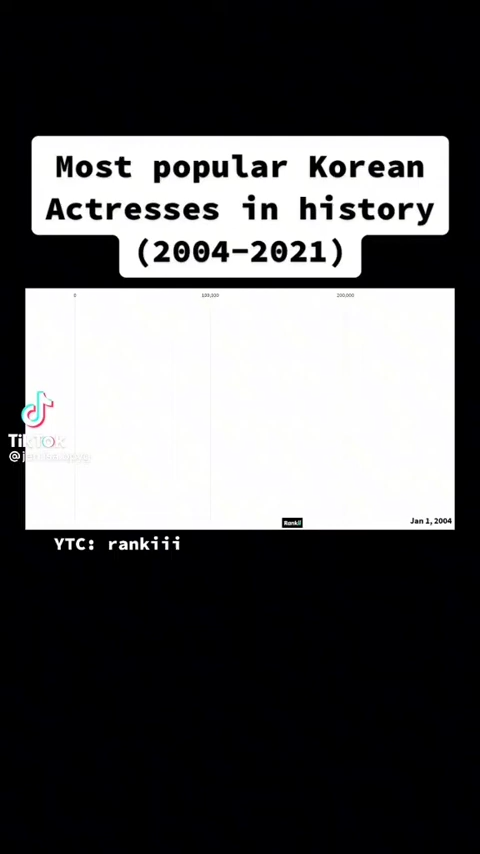 Most popular Korean
Actresses in history
(2004-2021)
0
100,000
200,000
TikTok
Rankii
Jan 1, 2004
YTC: rankiii